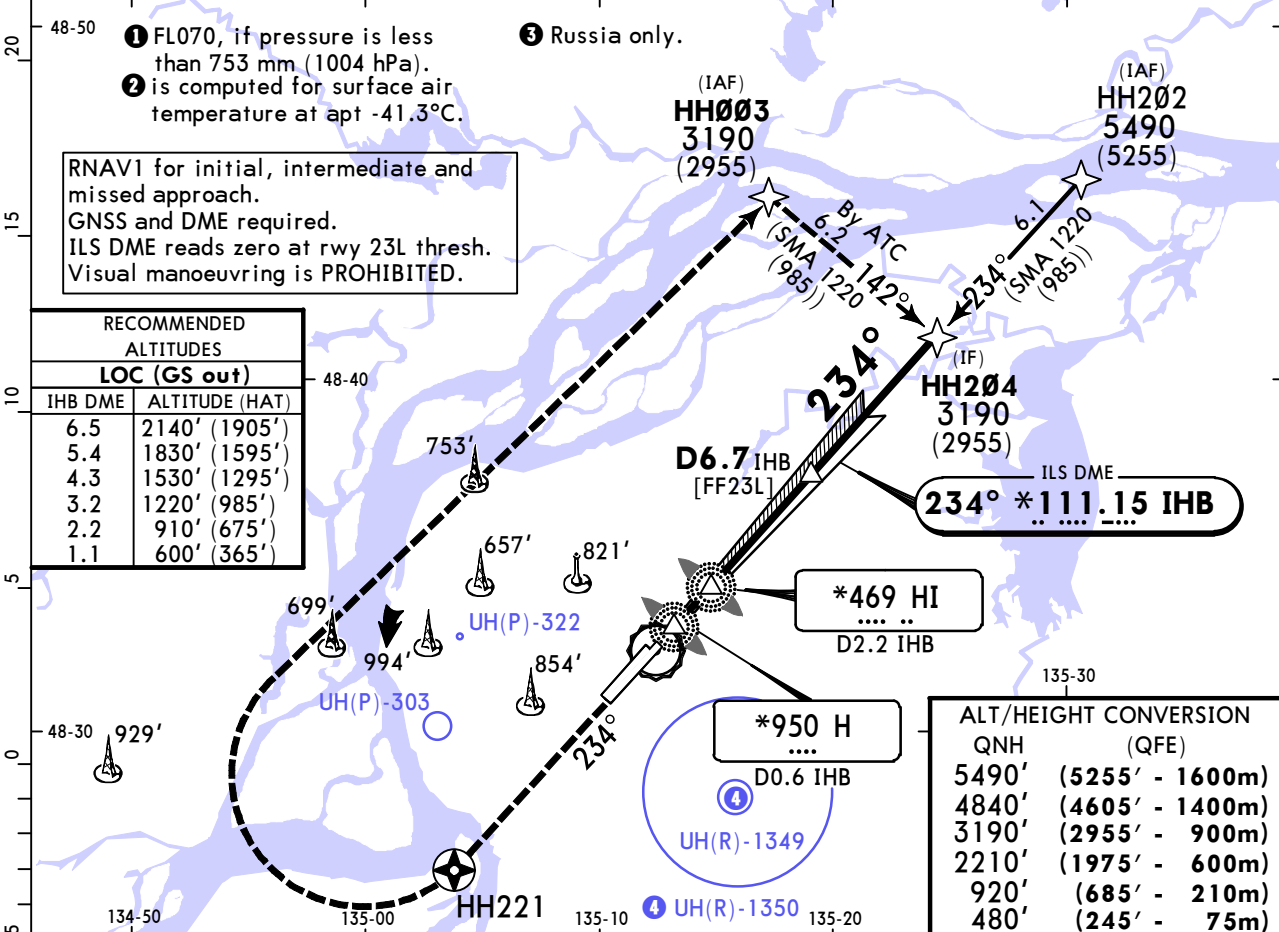 48-50
❶ FL070, if pressure is less
than 753 mm (1004 hPa).
❷ is computed for surface air
temperature at apt -41.3°C.
❸ Russia only.
RNAV1 for initial, intermediate and
missed approach.
GNSS and DME required.
ILS DME reads zero at rwy 23L thresh.
Visual manoeuvring is PROHIBITED.
(IAF)
HHØØ3
3190
(2955)
(IAF)
HH2Ø2
5490
(5255)
By ATC
6.2
(SMA 1220
(985))
142°
6.1
234°
(SMA 1220
(985))
20
15
10
5
0
5
RECOMMENDED
ALTITUDES
LOC (GS out)
IHB DME ALTITUDE (HAT)
6.5 2140' (1905')
5.4 1830' (1595')
4.3 1530' (1295')
3.2 1220' (985')
2.2 910' (675')
1.1 600' (365')
48-40
234°
(IF)
HH2Ø4
3190
(2955)
753'
D6.7 IHB
[FF23L]
ILS DME
234° *111.15 IHB
657'
821'
*469 HI
D2.2 IHB
699'
994'
UH(P)-322
854'
UH(P)-303
*950 H
D0.6 IHB
135-30
48-30
929'
234°
4
UH(R)-1349
❹ UH(R)-1350
HH221
134-50
135-00
135-10
135-20
ALT/HEIGHT CONVERSION
QNH (QFE)
5490' (5255' - 1600m)
4840' (4605' - 1400m)
3190' (2955' - 900m)
2210' (1975' - 600m)
920' (685' - 210m)
480' (245' - 75m)